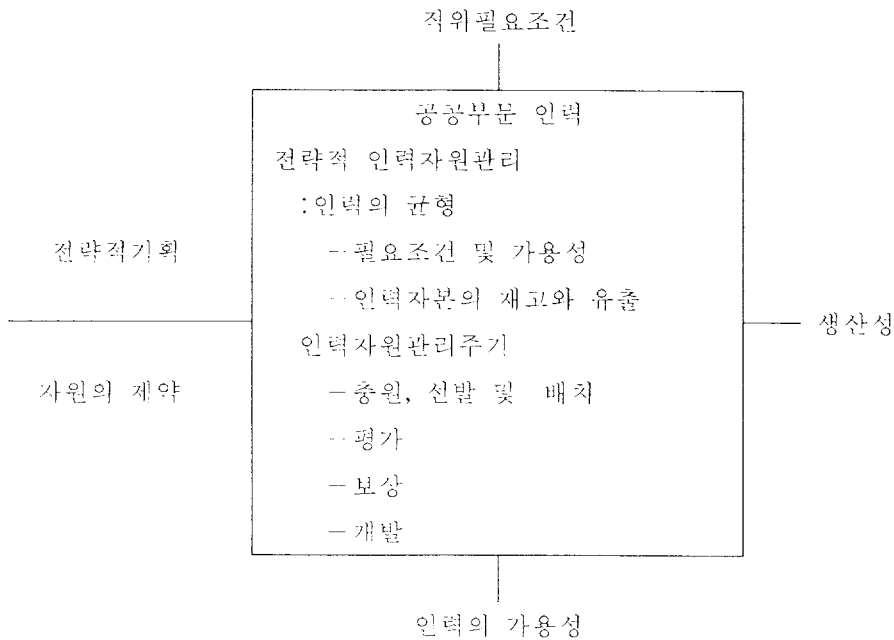 직위필요조건
공공부문 인력
전략적 인력자원관리
:인력의 균형
전략적기획
-필요조건 및 가용성
-인력자본의 재고와 유출
생산성
인력자원관리주기
자원의 제약
-충원, 선발 및 배치
-평가
-보상
-개발
인력의 가용성